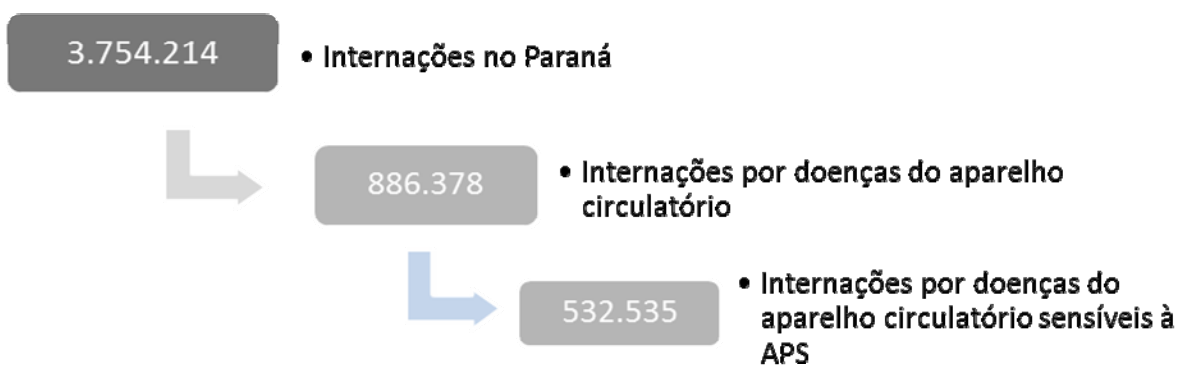 3.754.214
• Internações no Paraná
886.378
• Internações por doenças do aparelho
circulatório
532.535
• Internações por doenças do
aparelho circulatório sensíveis à
APS